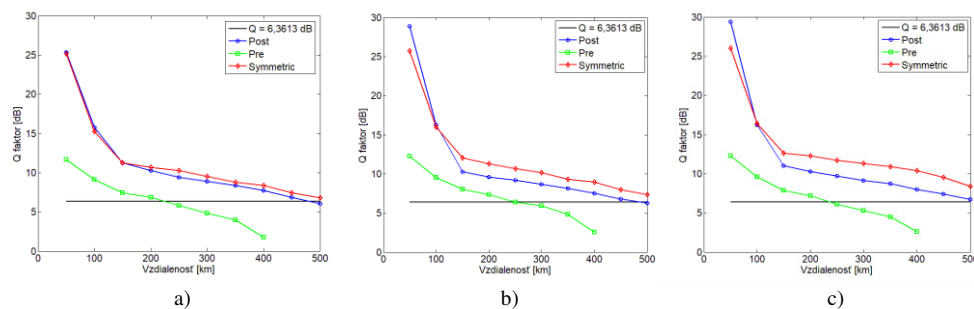 30
25
20
15
10
5
0
Q faktor [dB]
0 100 200 300 400 500
Vzdialenosť [km]
Q = 6,3613 dB
Post
Pre
Symmetric
a)
30
25
20
15
10
5
0
Q faktor [dB]
0 100 200 300 400 500
Vzdialenosť [km]
Q = 6,3613 dB
Post
Pre
Symmetric
b)
30
25
20
15
10
5
0
Q faktor [dB]
0 100 200 300 400 500
Vzdialenosť [km]
Q = 6,3613 dB
Post
Pre
Symmetric
c)